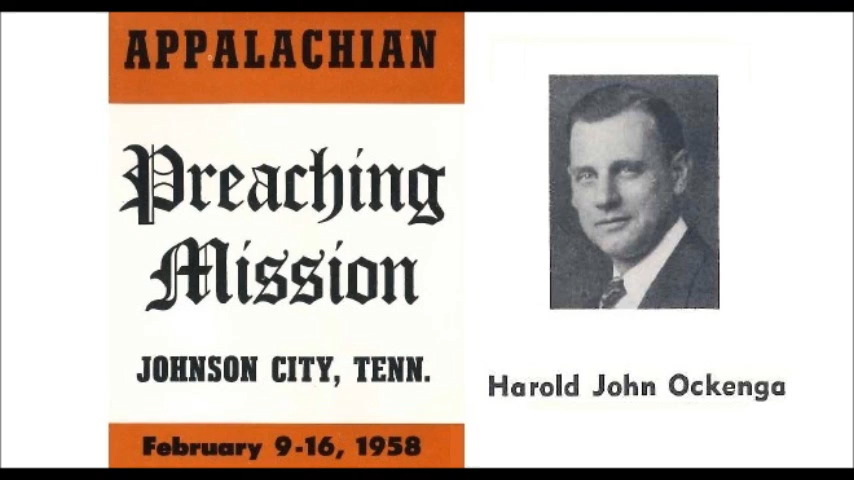 APPALACHIAN
Preaching
Mission
JOHNSON CITY, TENN.
February 9-16, 1958
Harold John Ockenga